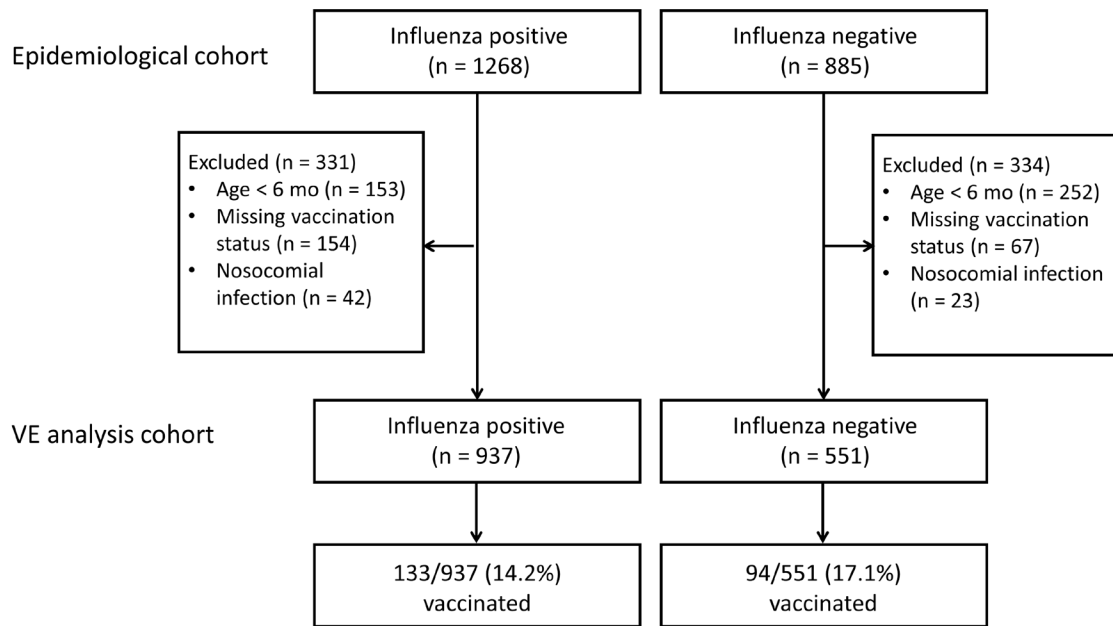 Epidemiological cohort
Influenza positive
(n = 1268)
Influenza negative
(n = 885)
Excluded (n = 331)
• Age < 6 mo (n = 153)
• Missing vaccination
status (n = 154)
• Nosocomial
infection (n = 42)
Excluded (n = 334)
• Age < 6 mo (n = 252)
• Missing vaccination
status (n = 67)
• Nosocomial infection
(n = 23)
VE analysis cohort
Influenza positive
(n = 937)
Influenza negative
(n = 551)
133/937 (14.2%)
vaccinated
94/551 (17.1%)
vaccinated